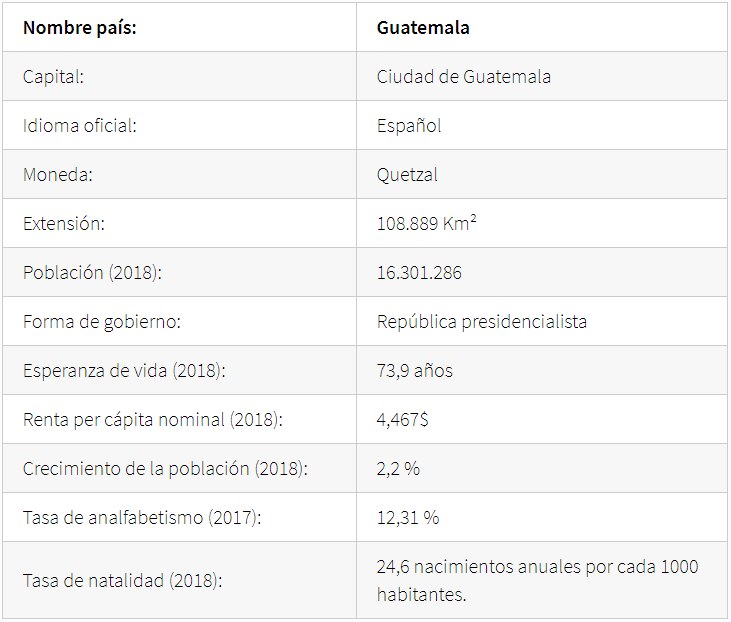 Nombre país: Guatemala
Capital: Ciudad de Guatemala
Idioma oficial: Español
Moneda: Quetzal
Extensión: 108.889 Km²
Población (2018): 16.301.286
Forma de gobierno: República presidencialista
Esperanza de vida (2018): 73,9 años
Renta per cápita nominal (2018): 4,467$
Crecimiento de la población (2018): 2,2 %
Tasa de analfabetismo (2017): 12,31 %
Tasa de natalidad (2018): 24,6 nacimientos anuales por cada 1000
habitantes.